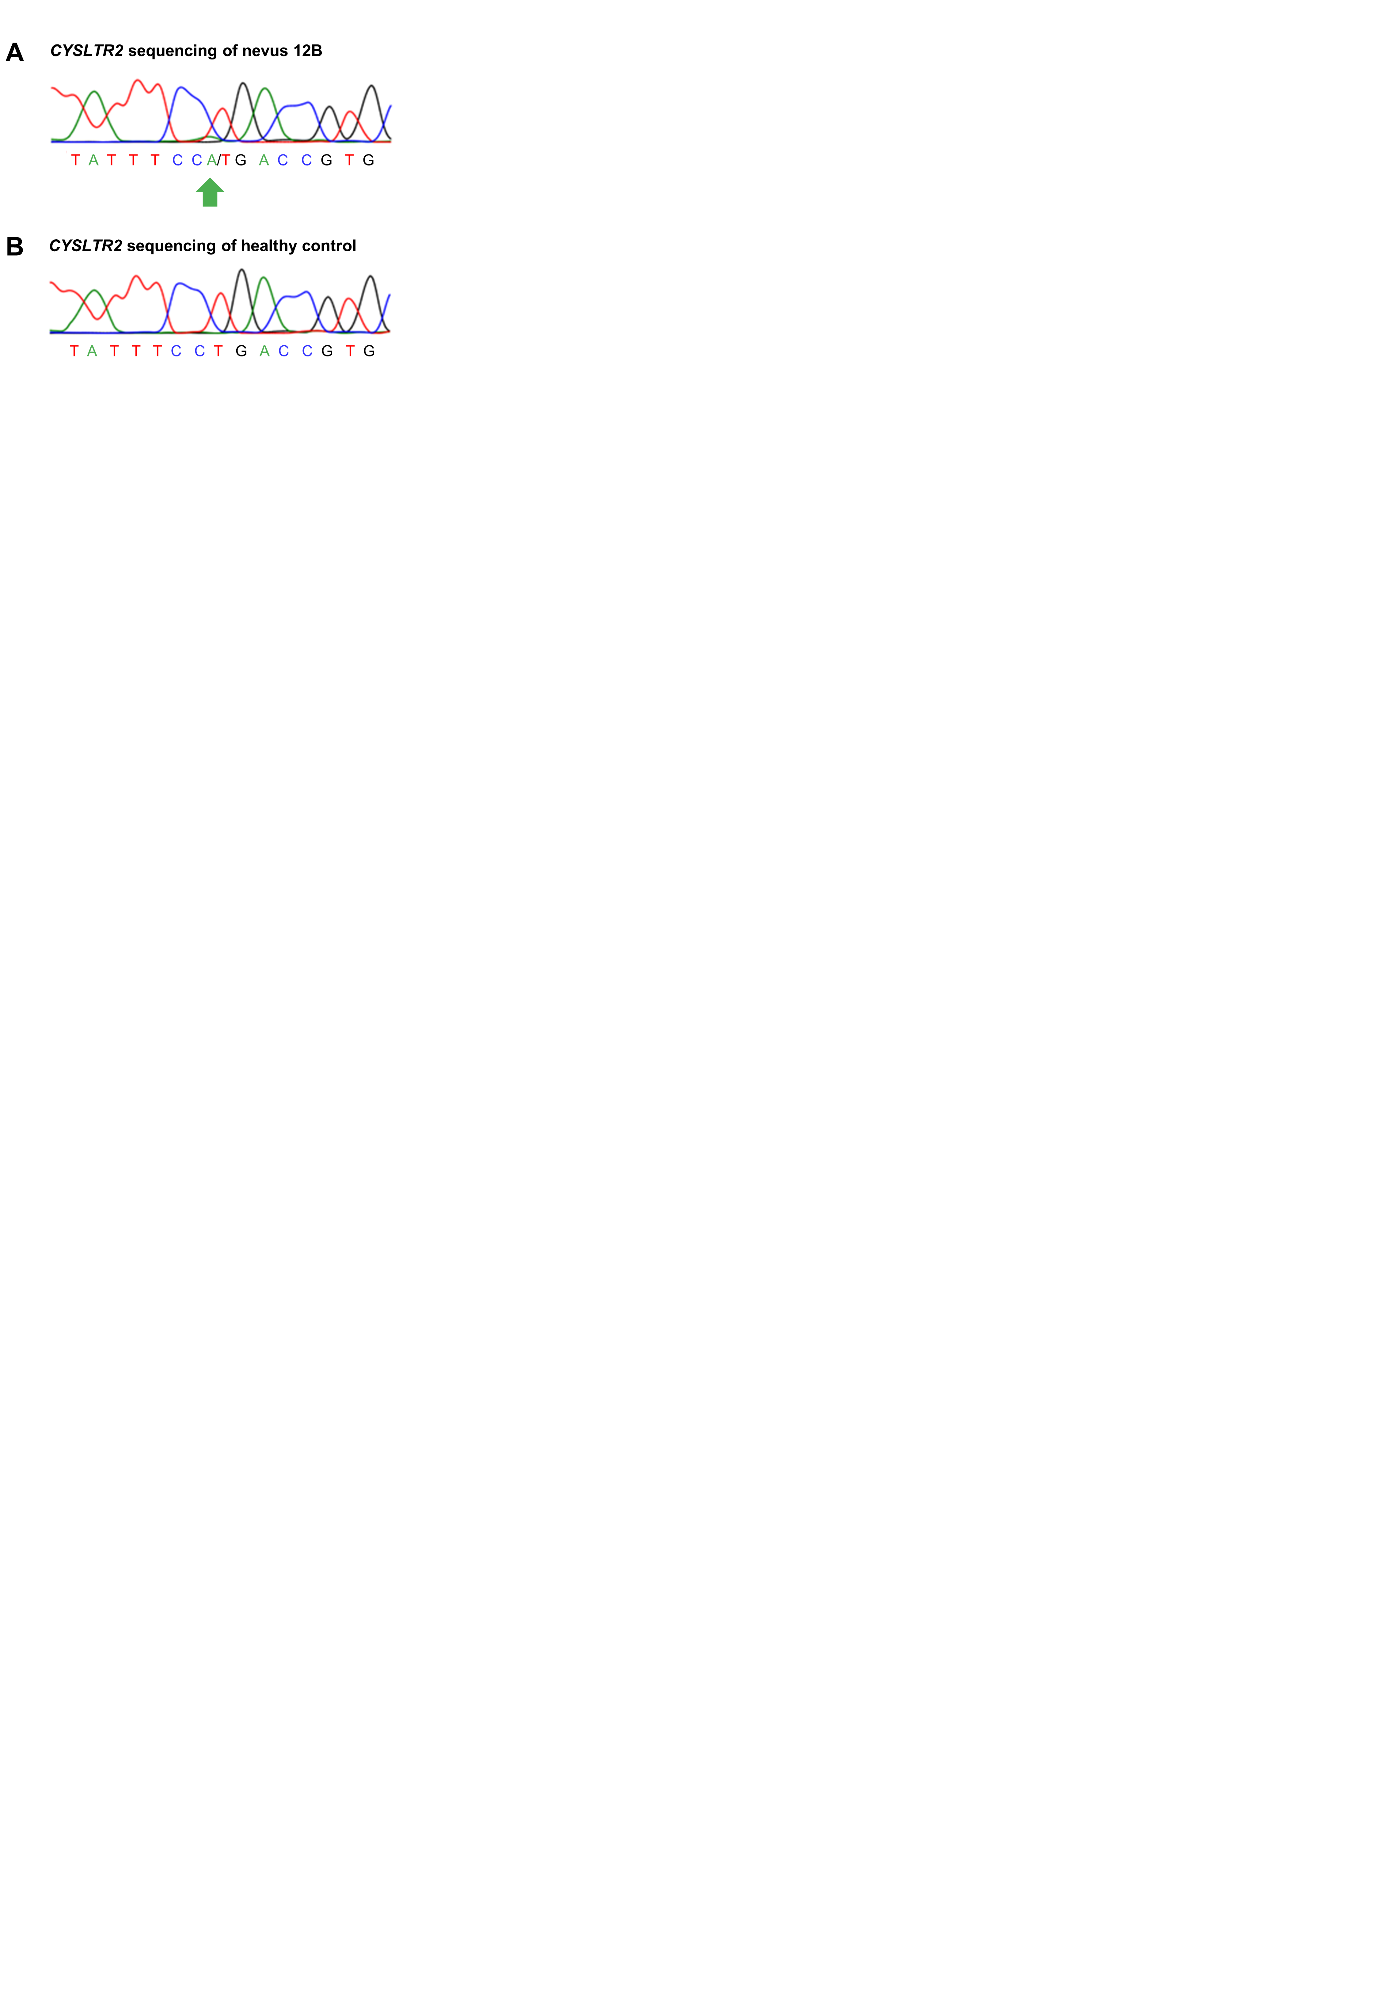 A CYSLTR2 sequencing of nevus 12B
T A T T T C C A/T G A C C G T G
B CYSLTR2 sequencing of healthy control
T A T T T C C T G A C C G T G